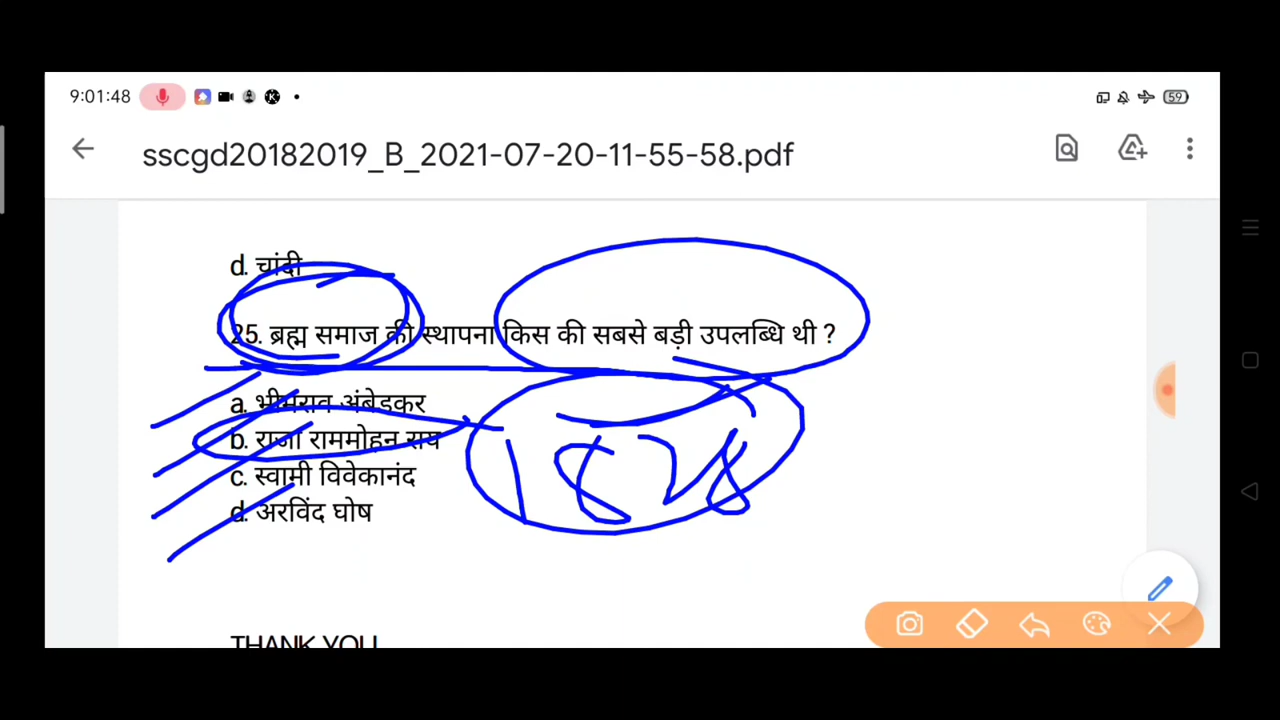 9:01:48
59
sscgd20182019_B_2021-07-20-11-55-58.pdf
d. चांदी
25. ब्रह्म समाज की स्थापना किस की सबसे बड़ी उपलब्धि थी ?
a. भीमराव अंबेडकर
b. राजा राममोहन राय
c. स्वामी विवेकानंद
d. अरविंद घोष
1828
THANK YOU